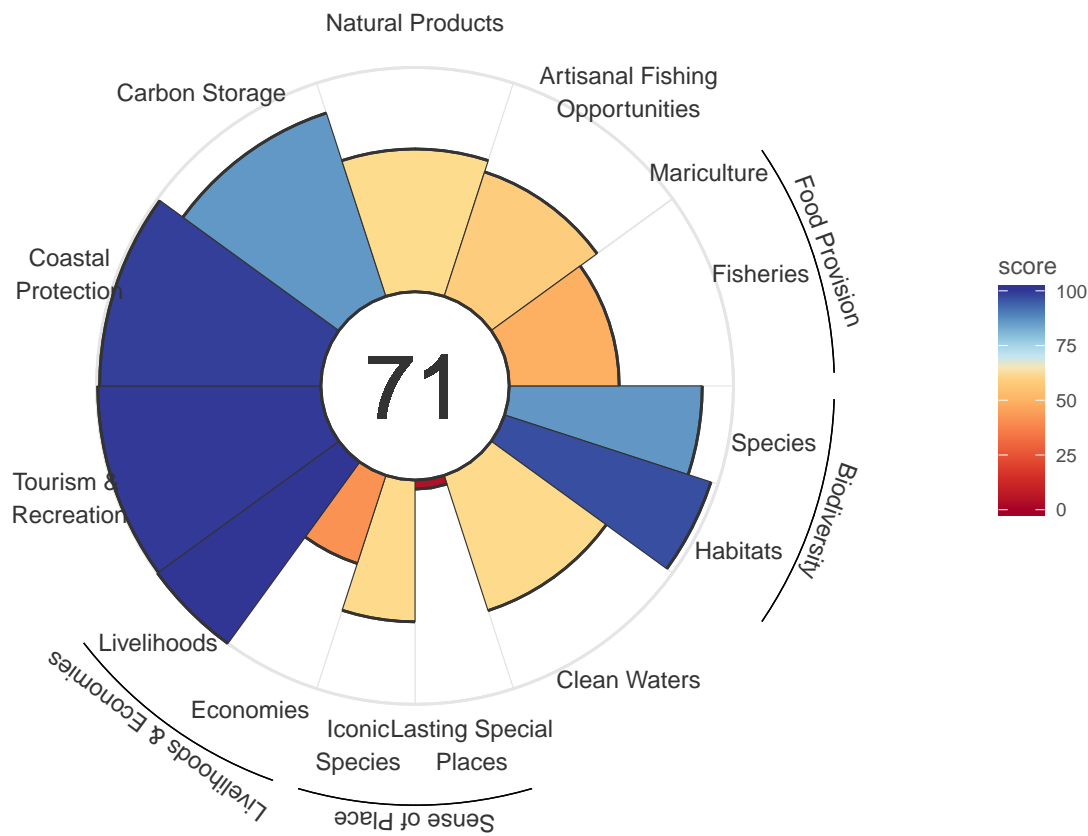 Natural Products
Artisanal Fishing
Opportunities
Carbon Storage
Mariculture
Food Provision
Fisheries
Coastal
Protection
71
score
100
75
50
25
0
Species
Biodiversity
Habitats
Tourism &
Recreation
Livelihoods
Livelihoods & Economies
Economies
Clean Waters
Iconic
Species
Lasting Special
Places
Sense of Place